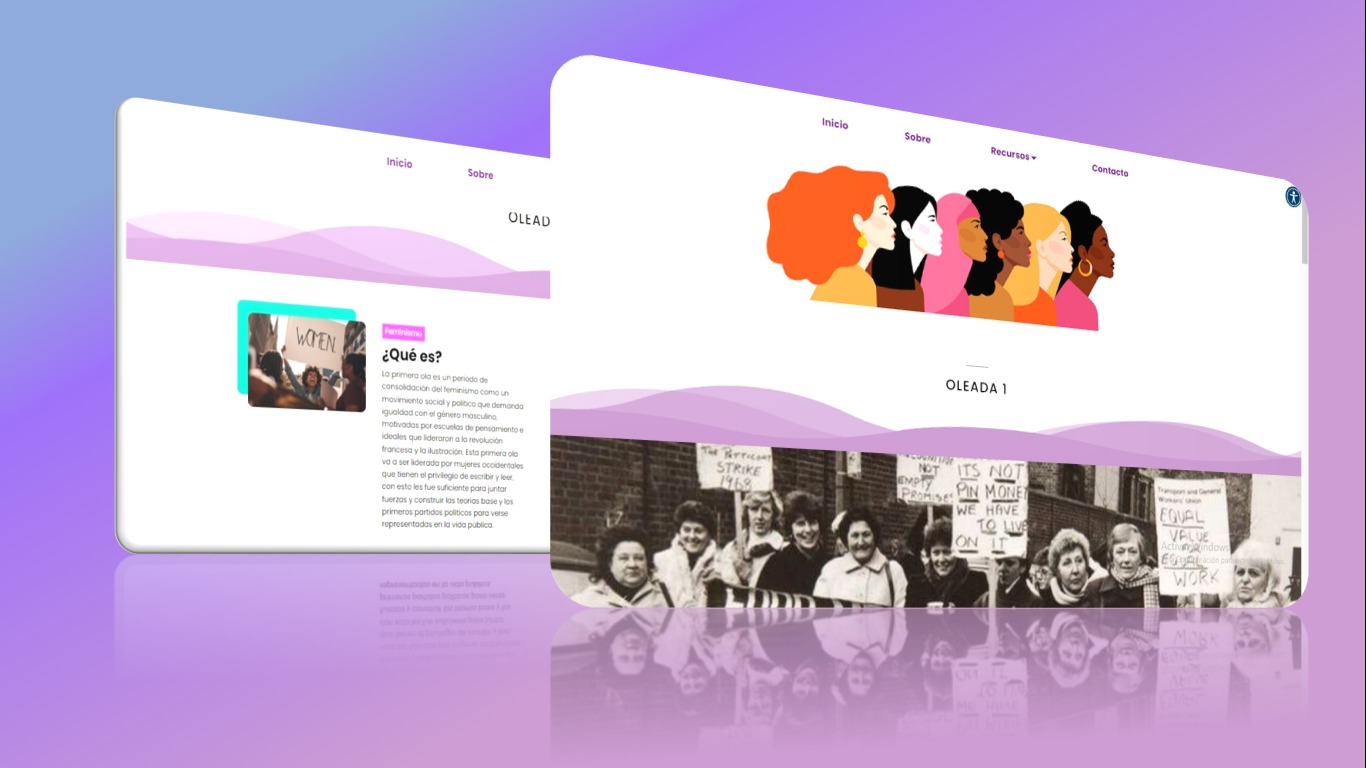 Inicio
Sobre
OLEAD
Feminismo
¿Qué es?
La primera ola es un periodo de
consolidación del feminismo como un
movimiento social y político que demanda
igualdad con el género masculino,
motivadas por escuelas de pensamiento e
ideales que lideraron a la revolución
francesa y la ilustración. Esta primera ola
va a ser liderada por mujeres occidentales
que tienen el privilegio de escribir y leer,
con esto les fue suficiente para juntar
fuerzas y construir las teorías base y los
primeros partidos políticos para verse
representadas en la vida pública.
WOMEN
Inicio
Sobre
Recursos
Contacto
OLEADA 1
THE PETTICOAT
STRIKE
1968
NOT
EMPTY
PROMISES
ITS NOT
PIN MONEY
WE HAVE
TO LIVE
ON IT
Transport and General
Workers' Union
EQUAL
VALUE
EQUAL
WORK
Activar Windows